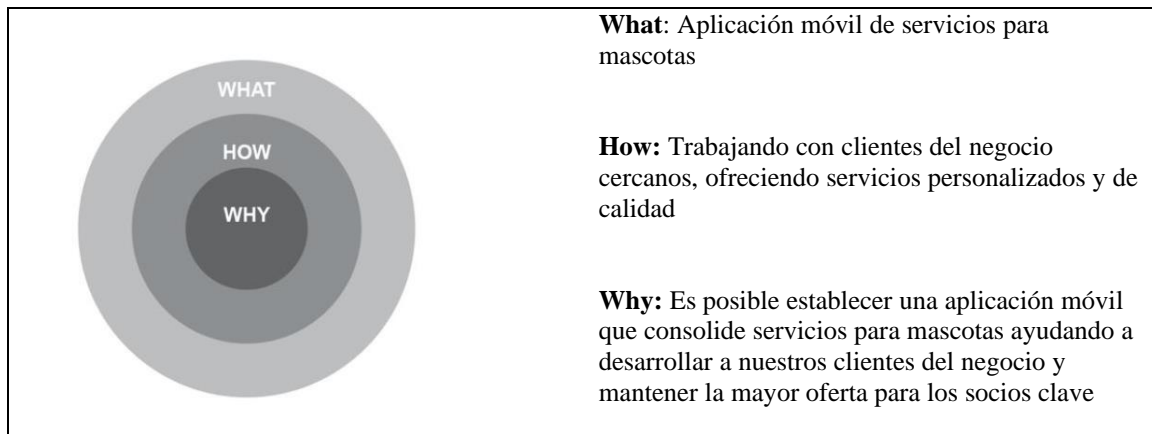 WHAT
HOW
WHY
What: Aplicación móvil de servicios para
mascotas
How: Trabajando con clientes del negocio
cercanos, ofreciendo servicios personalizados y de
calidad
Why: Es posible establecer una aplicación móvil
que consolide servicios para mascotas ayudando a
desarrollar a nuestros clientes del negocio y
mantener la mayor oferta para los socios clave